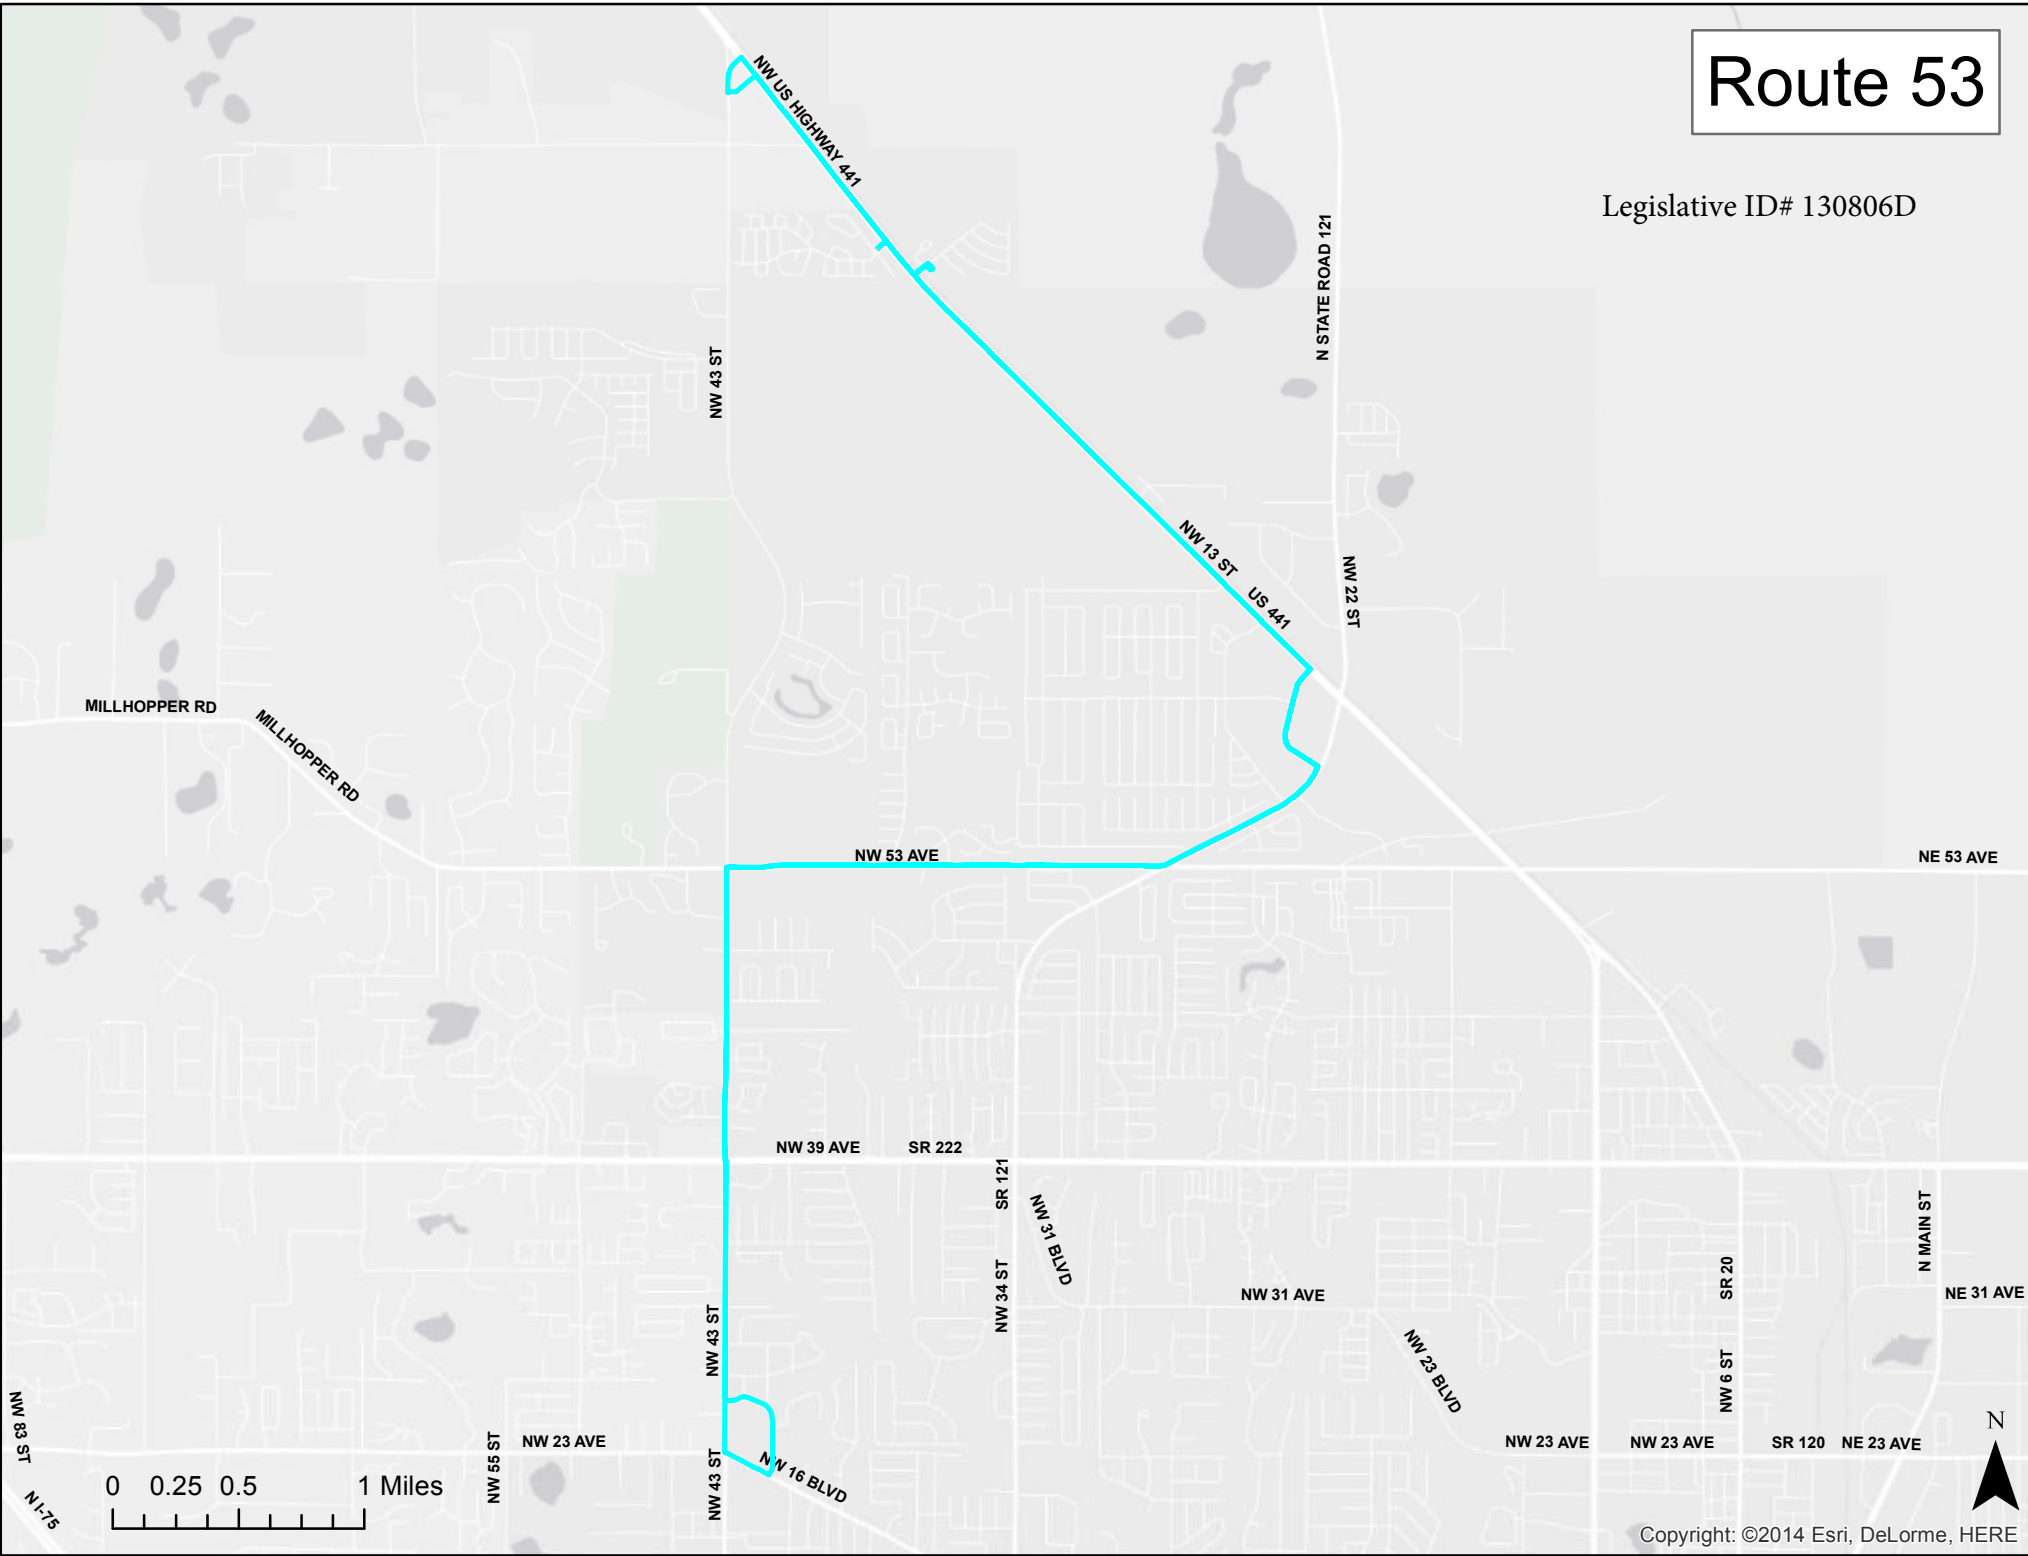 Route 53
Legislative ID# 130806D
NW US HIGHWAY 441
N STATE ROAD 121
NW 43 ST
NW 13 ST
US 441
NW 22 ST
MILLHOPPER RD
MILLHOPPER RD
NW 53 AVE
NE 53 AVE
NW 39 AVE
SR 222
SR 121
NW 31 BLVD
NW 34 ST
NW 31 AVE
N MAIN ST
SR 20
NE 31 AVE
NW 43 ST
NW 23 BLVD
NW 6 ST
NW 83 ST
NW 55 ST
NW 23 AVE
NW 43 ST
NW 16 BLVD
NW 23 AVE
NW 23 AVE
SR 120
NE 23 AVE
N
0 0.25 0.5 1 Miles
N I-75
Copyright: ©2014 Esri, DeLorme, HERE